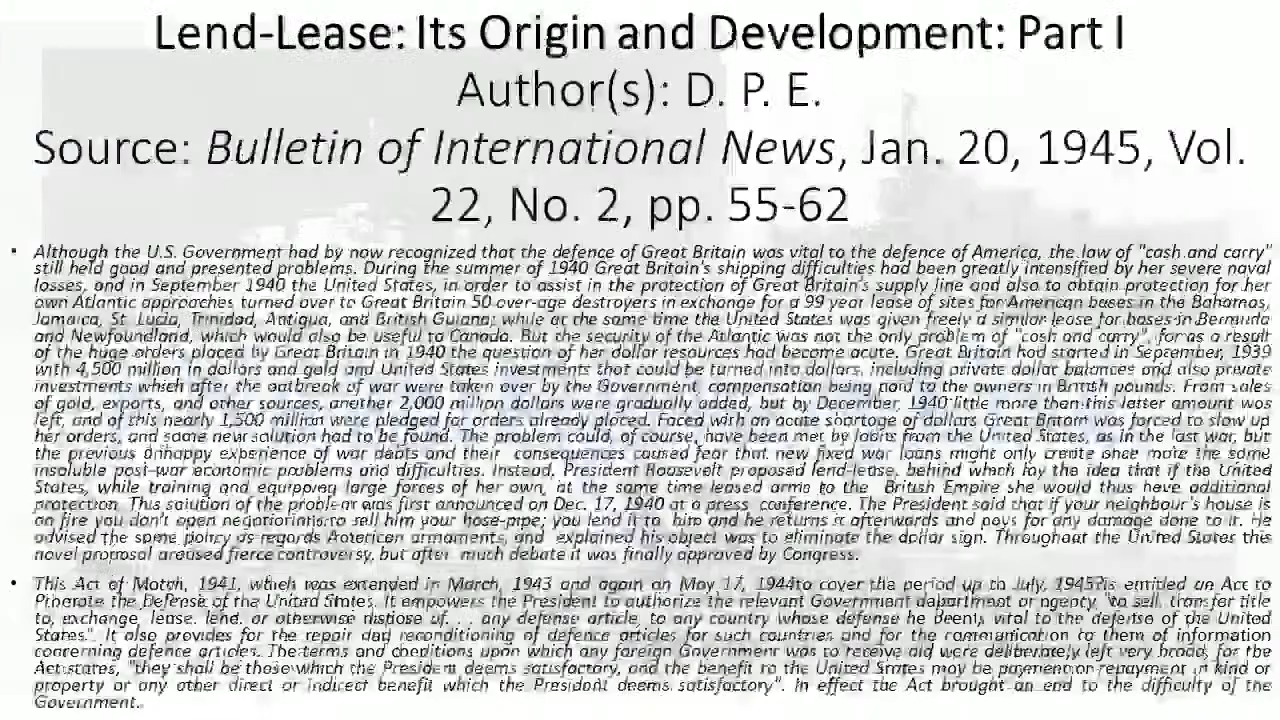 Lend-Lease: Its Origin and Development: Part I
Author(s): D. P. E.
Source: Bulletin of International News, Jan. 20, 1945, Vol.
22, No. 2, pp. 55-62
• Although the U.S. Government had by now recognized that the defence of Great Britain was vital to the defence of America, the law of "cash and carry"
still held good and presented problems. During the summer of 1940 Great Britain's shipping difficulties had been greatly intensified by her severe naval
losses, and in September 1940 the United States, in order to assist in the protection of Great Britain's supply line and also to obtain protection for her
own Atlantic approaches turned over to Great Britain 50 over-age destroyers in exchange for a 99 year lease of sites for American bases in the Bahamas,
Jamaica, St. Lucia, Trinidad, Antigua, and British Guiana; while at the same time the United States was given freely a similar lease for bases in Bermuda
and Newfoundland, which would also be useful to Canada. But the security of the Atlantic was not the only problem of "cash and carry", for as a result
of the huge orders placed by Great Britain in 1940 the question of her dollar resources had become acute. Great Britain had started in September, 1939
with 4,500 million in dollars and gold and United States investments that could be turned into dollars, including private dollar balances and also private
investments which after the outbreak of war were taken over by the Government, compensation being paid to the owners in British pounds. From sales
of gold, exports, and other sources, another 2,000 million dollars were gradually added, but by December, 1940 little more than this latter amount was
left, and of this nearly 1,500 million were pledged for orders already placed. Faced with an acute shortage of dollars Great Britain was forced to slow up
her orders, and some new solution had to be found. The problem could, of course, have been met by loans from the United States, as in the last war, but
the previous unhappy experience of war debts and their consequences caused fear that new fixed war loans might only create once more the same
insoluble post-war economic problems and difficulties. Instead, President Roosevelt proposed lend-lease, behind which lay the idea that if the United
States, while training and equipping large forces of her own, at the same time leased arms to the British Empire she would thus have additional
protection. This solution of the problem was first announced on Dec. 17, 1940 at a press conference. The President said that if your neighbour's house is
on fire you don't open negotiations to sell him your hose-pipe; you lend it to him and he returns it afterwards and pays for any damage done to it. He
advised the same policy as regards American armaments, and explained his object was to eliminate the dollar sign. Throughout the United States this
novel proposal aroused fierce controversy, but after much debate it was finally approved by Congress.
• This Act of March, 1941, which was extended in March, 1943 and again on May 17, 1944 to cover the period up to July, 1945 is entitled an Act to
Promote the Defense of the United States. It empowers the President to authorize the relevant Government department or agency "to sell, transfer title
to, exchange, lease, lend, or otherwise dispose of. . . any defense article, to any country whose defense he deems vital to the defense of the United
States". It also provides for the repair and reconditioning of defence articles for such countries and for the communication to them of information
concerning defence articles. The terms and conditions upon which any foreign Government was to receive aid were deliberately left very broad, for the
Act states, "they shall be those which the President deems satisfactory, and the benefit to the United States may be payment or repayment in kind or
property or any other direct or indirect benefit which the President deems satisfactory". In effect the Act brought an end to the difficulty of the
Government.